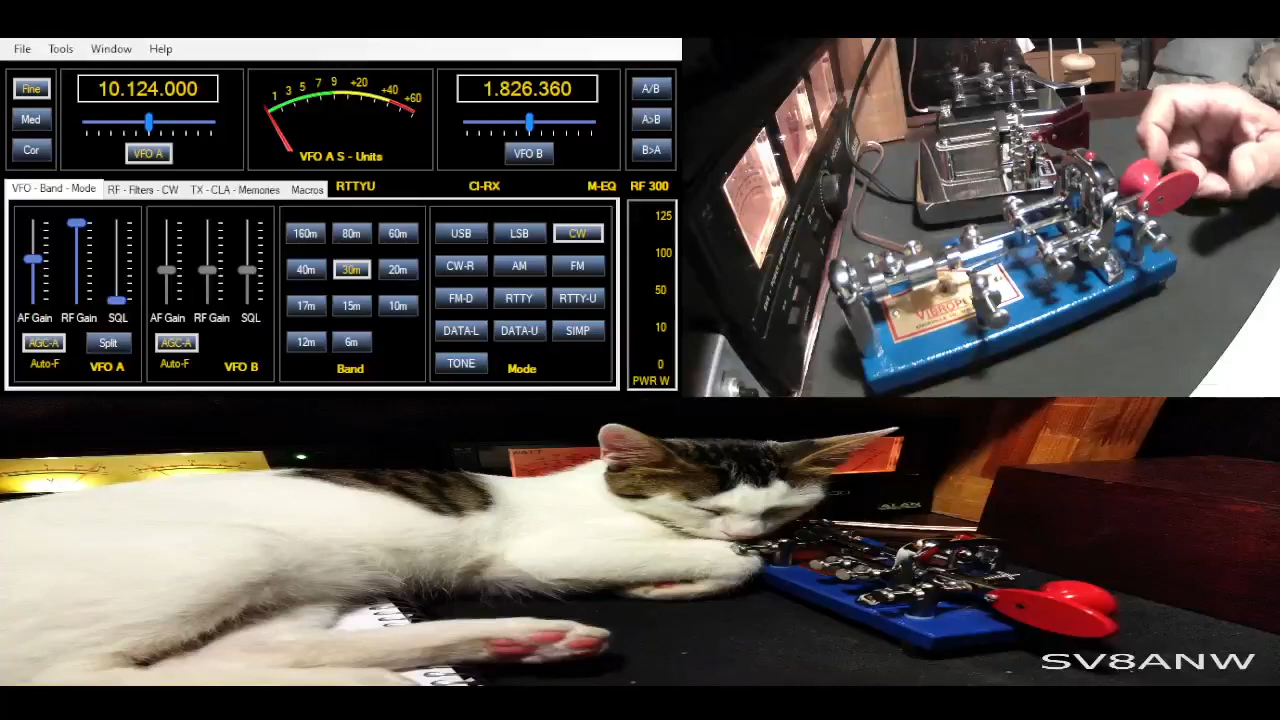 File Tools Window Help
Fine 10.124.000 1 3 5 7 9 +20 +40 +60 1.826.360 A/B
Med A>B
Cor VFO A VFO A S - Units VFO B B>A
VFO - Band - Mode RF - Filters - CW TX - CLA - Memories Macros RTTYU CI-RX M-EQ RF 300
160m 80m 60m USB LSB CW 125
40m 30m 20m CW-R AM FM 100
17m 15m 10m FM-D RTTY RTTY-U 50
AF Gain RF Gain SQL AF Gain RF Gain SQL
AGC-A Split AGC-A 12m 6m DATA-L DATA-U SIMP 10
Auto-F VFO A Auto-F VFO B Band TONE Mode 0
PWR W
VIBROPL
WATT
ALAN
SV8ANW